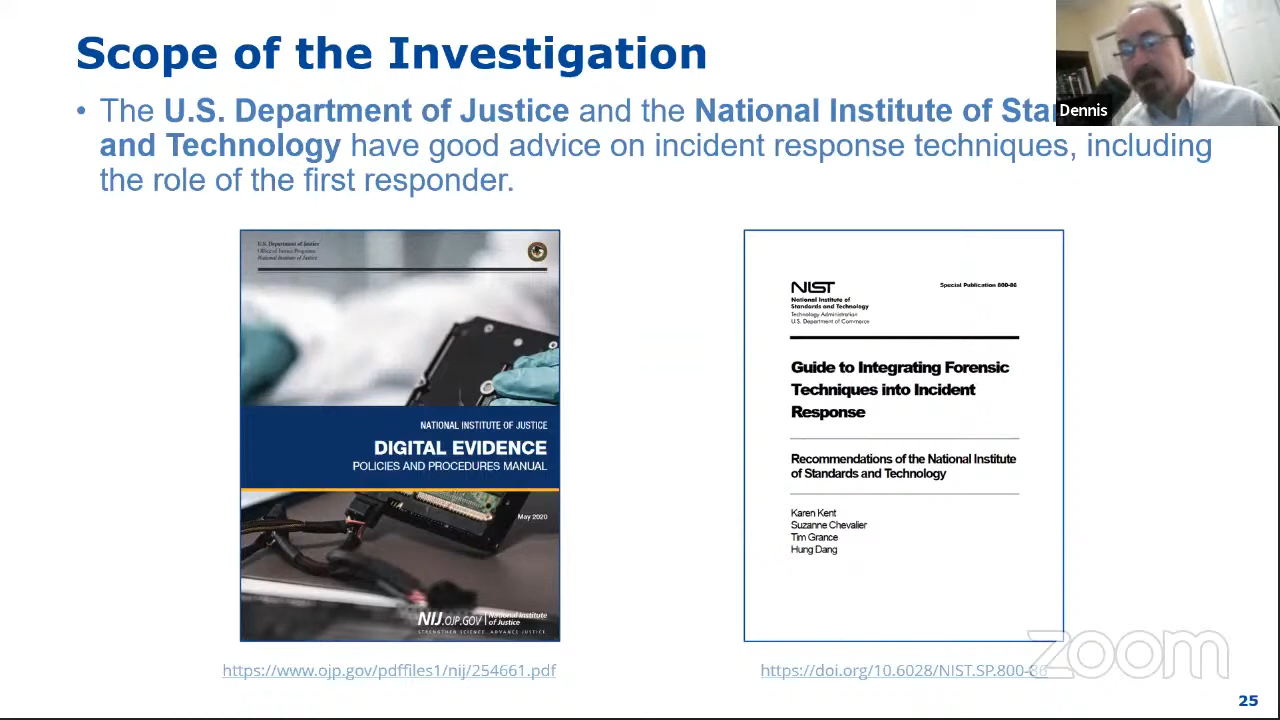 Scope of the Investigation
Dennis
• The U.S. Department of Justice and the National Institute of
and Technology have good advice on incident response techniques, including
the role of the first responder.
U.S. Department of Justice
Office of Justice Programs
National Institute of Justice
NATIONAL INSTITUTE OF JUSTICE
DIGITAL EVIDENCE
POLICIES AND PROCEDURES MANUAL
May 2020
NIJ.OJP.GOV | National Institute
of Justice
STRENGTHEN SCIENCE. ADVANCE JUSTICE.
https://www.ojp.gov/pdffiles1/nij/254661.pdf
NIST
National Institute of
Standards and Technology
Technology Administration
U.S. Department of Commerce
Special Publication 800-86
Guide to Integrating Forensic
Techniques into Incident
Response
Recommendations of the National Institute
of Standards and Technology
Karen Kent
Suzanne Chevalier
Tim Grance
Hung Dang
https://doi.org/10.6028/NIST.SP.800-86
zoom
25